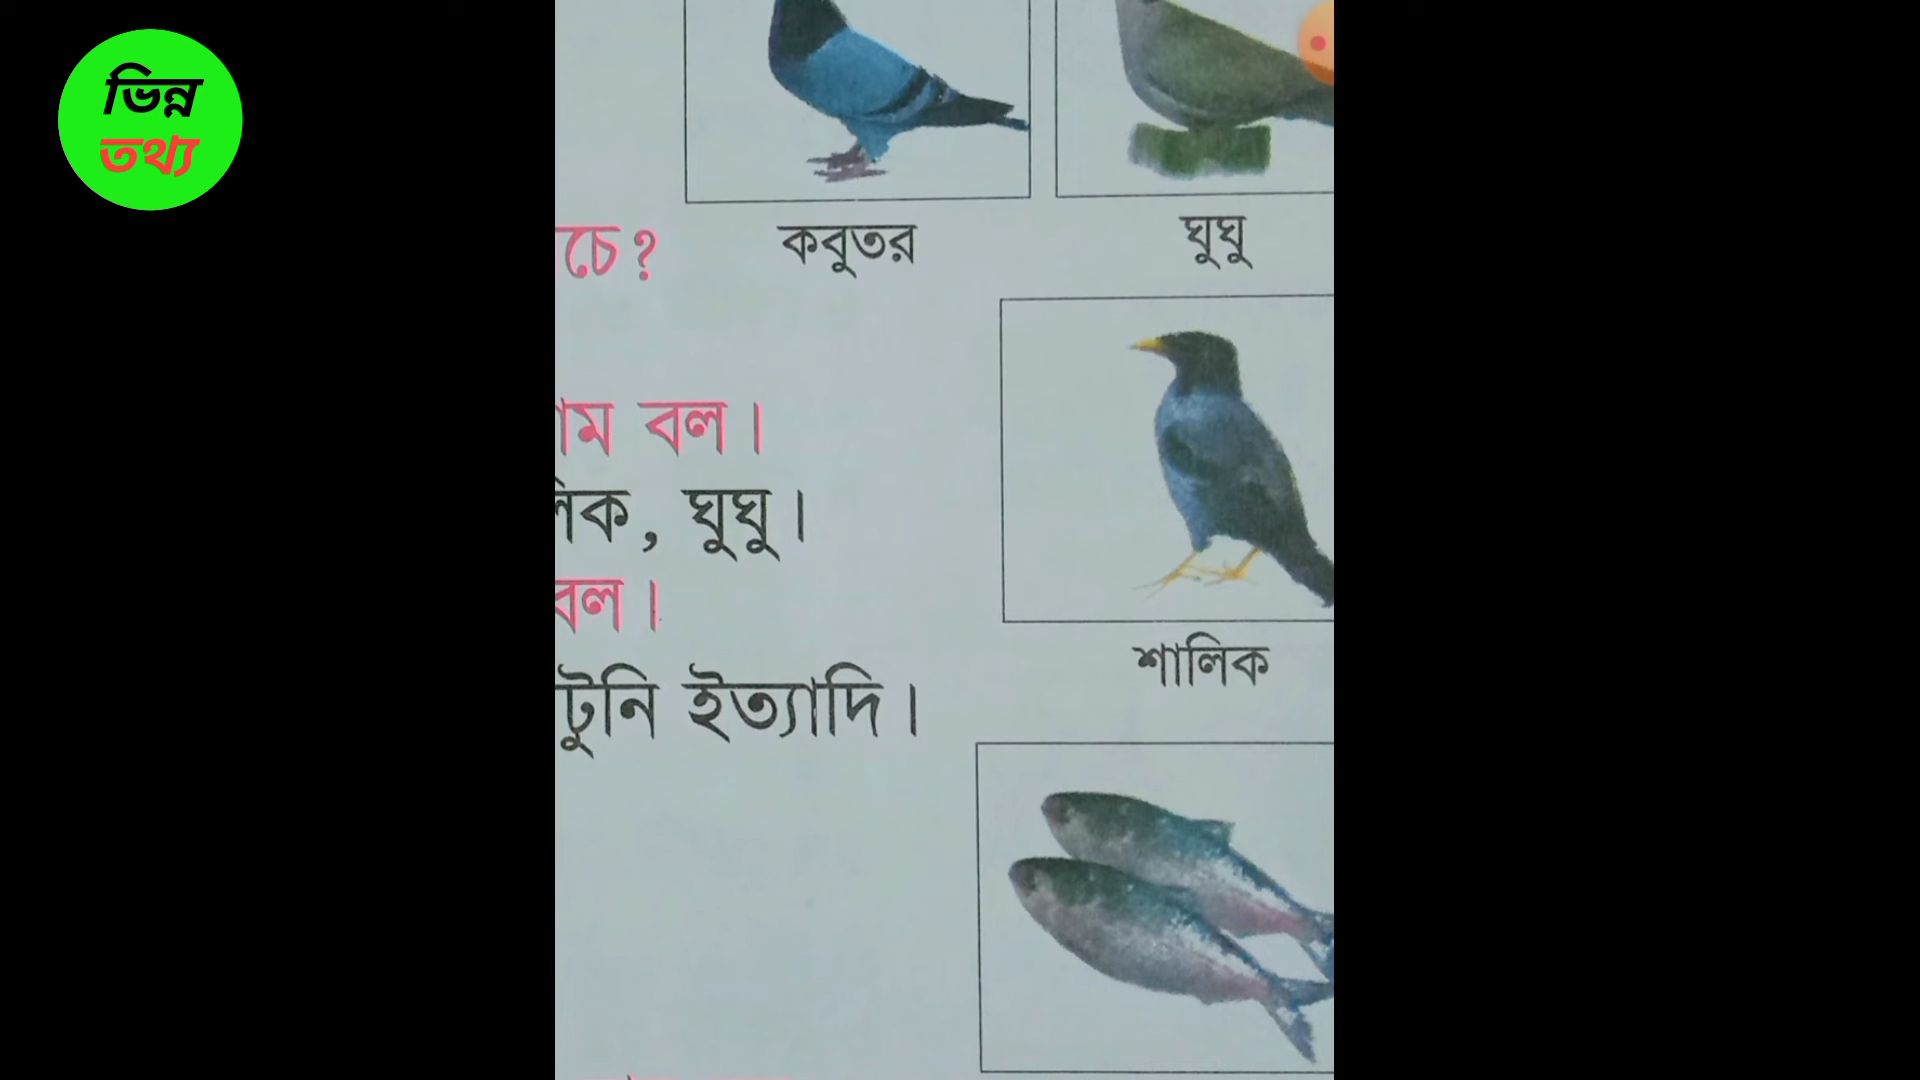 ভিন্ন
তথ্য
কবুতর
ঘুঘু
চে?
ম বল।
ক, ঘুঘু।
শালিক
বল।
টুনি ইত্যাদি।